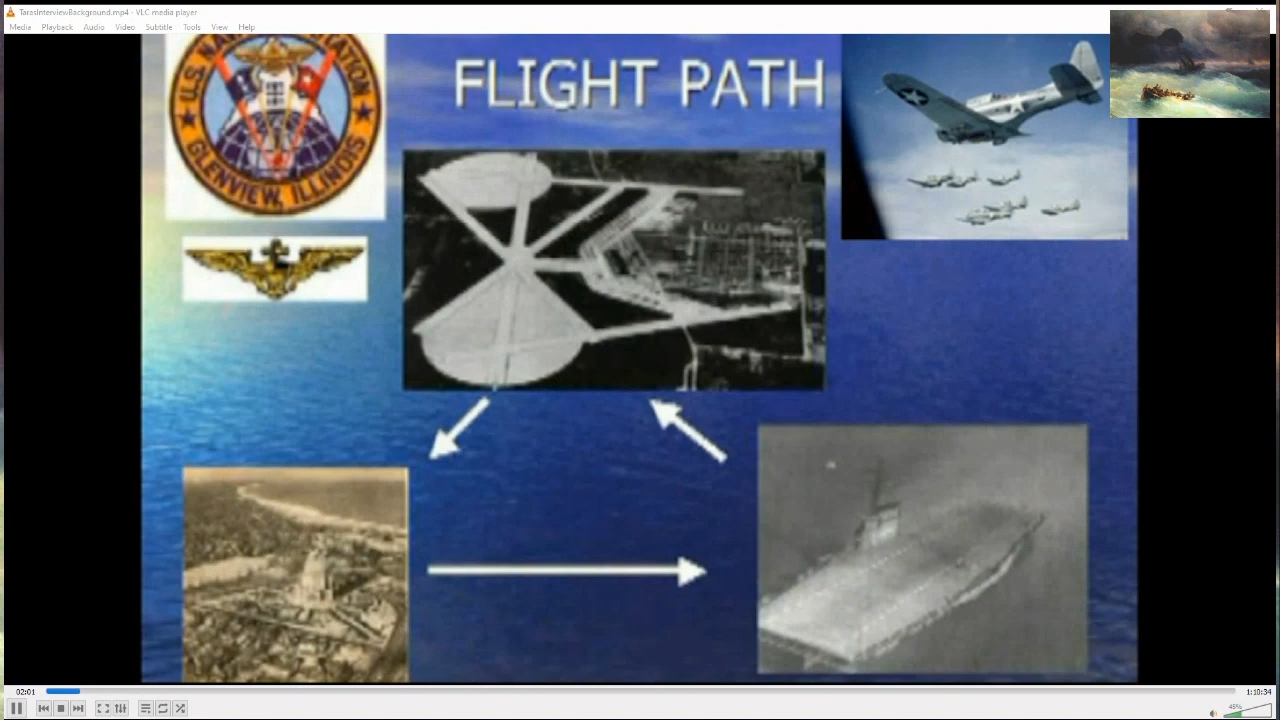 TarasInterviewBackground.mp4 - VLC media player
Media Playback Audio Video Subtitle Tools View Help
FLIGHT PATH
GLENVIEW, ILLINOIS
02:01
1:10:34
45%